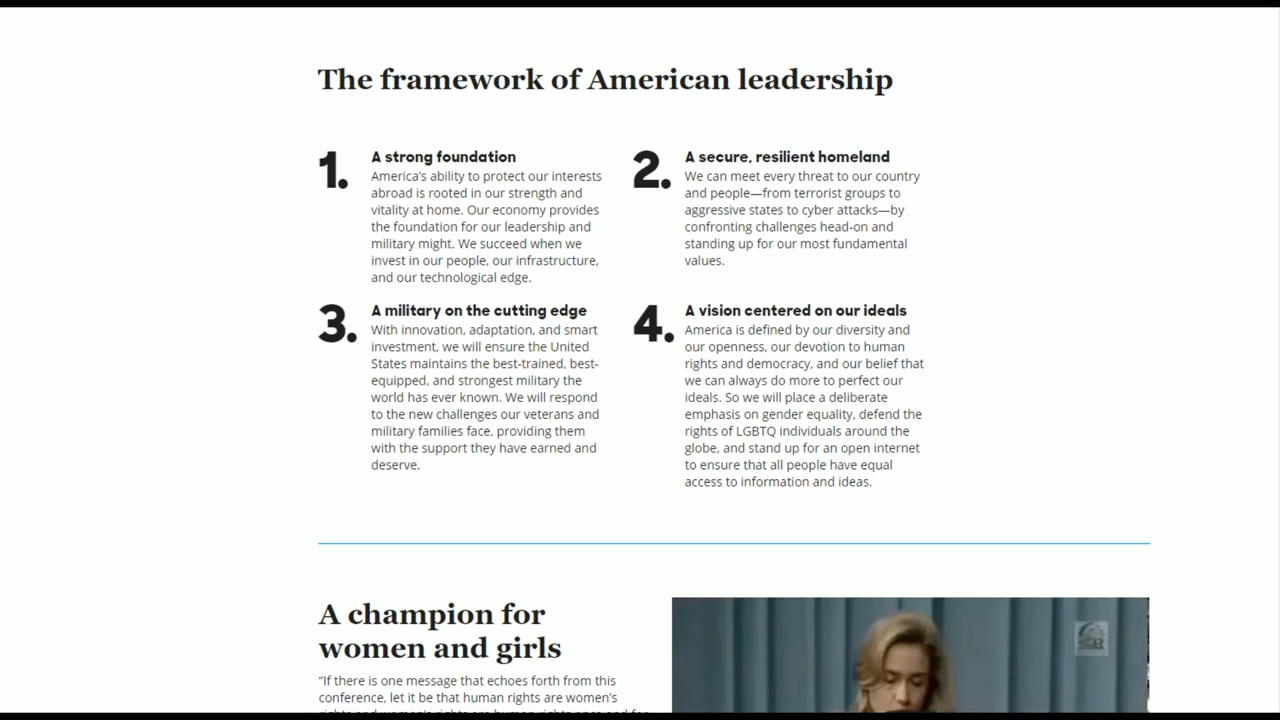 The framework of American leadership
1.
A strong foundation
America's ability to protect our interests
abroad is rooted in our strength and
vitality at home. Our economy provides
the foundation for our leadership and
military might. We succeed when we
invest in our people, our infrastructure,
and our technological edge.
2.
A secure, resilient homeland
We can meet every threat to our country
and people—from terrorist groups to
aggressive states to cyber attacks—by
confronting challenges head-on and
standing up for our most fundamental
values.
3.
A military on the cutting edge
With innovation, adaptation, and smart
investment, we will ensure the United
States maintains the best-trained, best-
equipped, and strongest military the
world has ever known. We will respond
to the new challenges our veterans and
military families face, providing them
with the support they have earned and
deserve.
4.
A vision centered on our ideals
America is defined by our diversity and
our openness, our devotion to human
rights and democracy, and our belief that
we can always do more to perfect our
ideals. So we will place a deliberate
emphasis on gender equality, defend the
rights of LGBTQ individuals around the
globe, and stand up for an open internet
to ensure that all people have equal
access to information and ideas.
A champion for
women and girls
“If there is one message that echoes forth from this
conference, let it be that human rights are women's